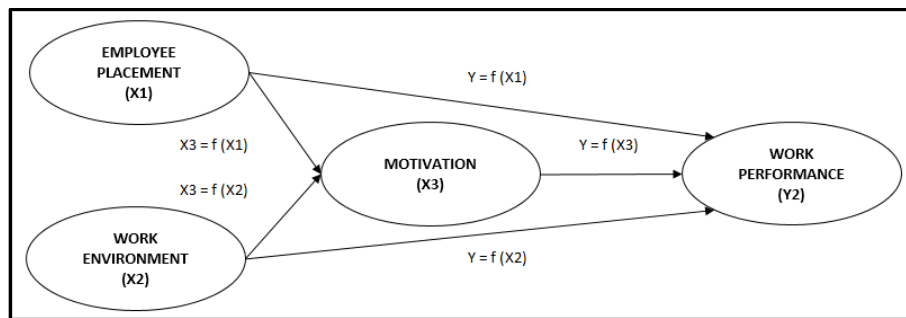 EMPLOYEE
PLACEMENT
(X1)
Y = f (X1)
X3 = f (X1)
MOTIVATION
(X3)
Y = f (X3)
WORK
PERFORMANCE
(Y2)
X3 = f (X2)
WORK
ENVIRONMENT
(X2)
Y = f (X2)